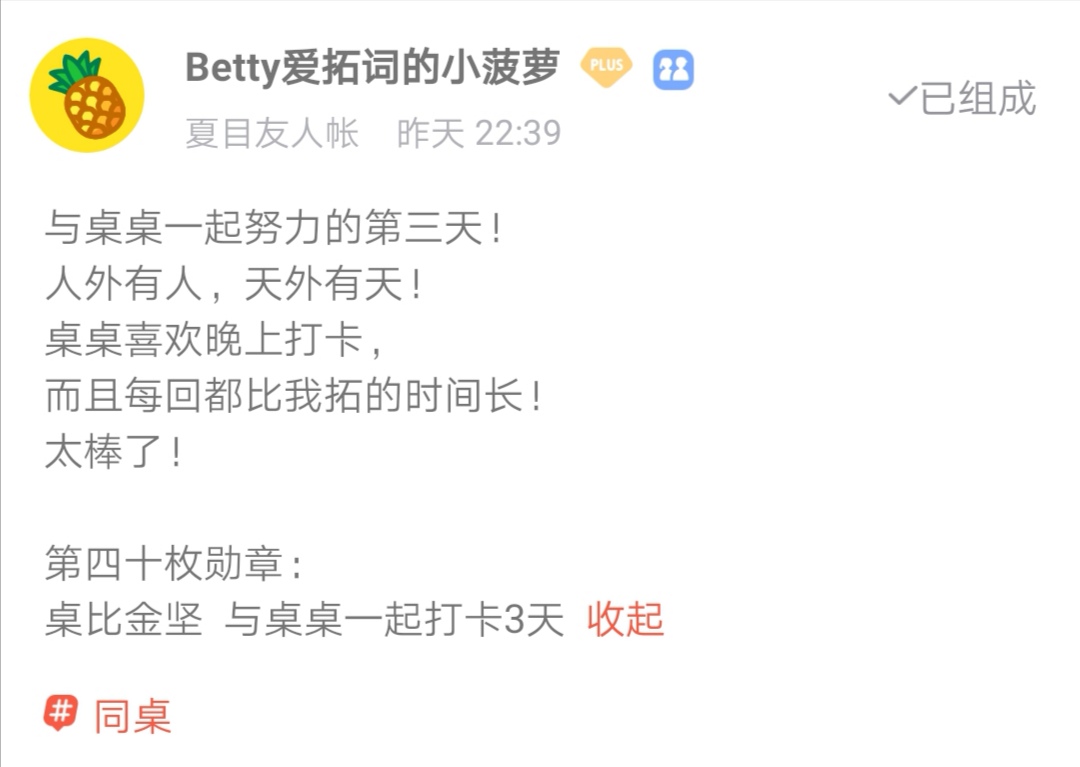 Betty爱拓词的小菠萝 PLUS
✓已组成
夏目友人帐 昨天 22:39
与桌桌一起努力的第三天！
人外有人，天外有天！
桌桌喜欢晚上打卡，
而且每回都比我拓的时间长！
太棒了！
第四十枚勋章：
桌比金坚 与桌桌一起打卡3天 收起
# 同桌